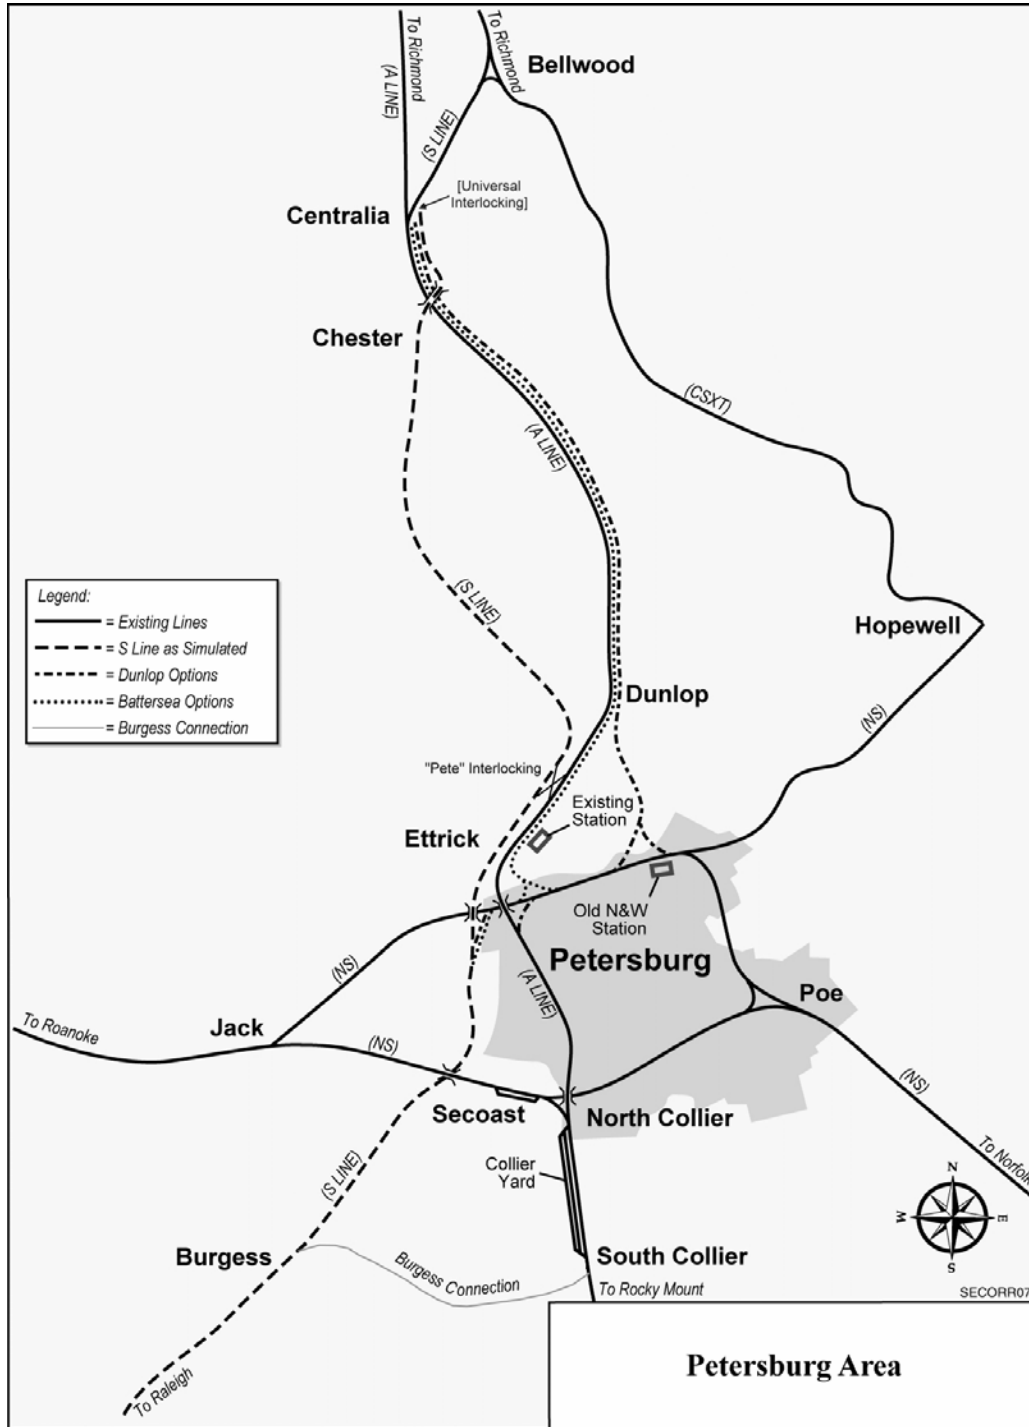 To Richmond
(A LINE)
To Richmond
Bellwood
(S LINE)
[Universal
Interlocking]
Centralia
Chester
(CSXT)
(A LINE)
(S LINE)
Legend:
= Existing Lines
= S Line as Simulated
= Dunlop Options
= Battersea Options
= Burgess Connection
Hopewell
Dunlop
(NS)
"Pete" Interlocking
Existing
Station
Ettrick
Old N&W
Station
Petersburg
(A LINE)
(NS)
Poe
To Roanoke
Jack
(NS)
(NS)
Secoast
North Collier
To Norfolk
Collier
Yard
(S LINE)
N
W
E
S
Burgess
Burgess Connection
South Collier
To Rocky Mount
SECORR07
To Raleigh
Petersburg Area